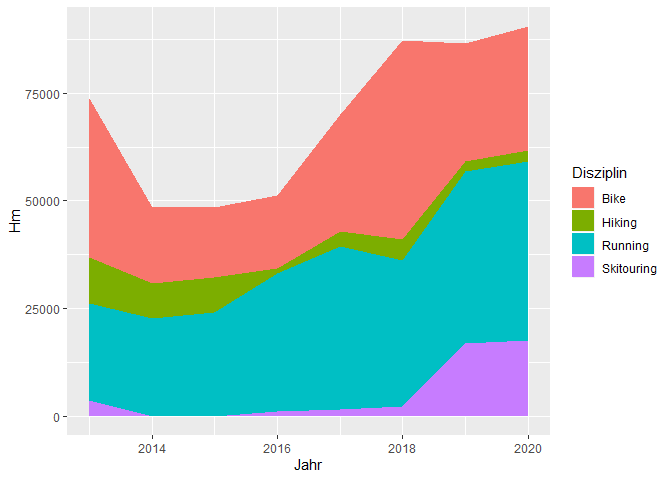 75000
50000
25000
0
Hm
2014
2016
2018
2020
Jahr
Disziplin
Bike
Hiking
Running
Skitouring